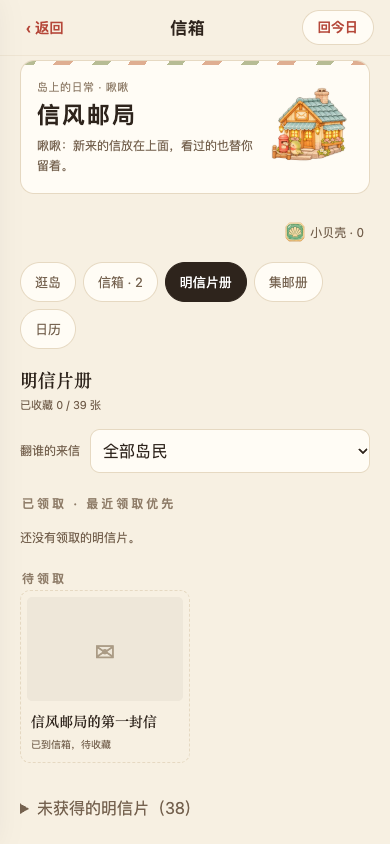 ‹ 返回
信箱
回今日
岛上的日常 · 啾啾
信风邮局
啾啾：新来的信放在上面，看过的也替你
留着。
小贝壳 · 0
逛岛
信箱 · 2
明信片册
集邮册
日历
明信片册
已收藏 0 / 39 张
翻谁的来信
全部岛民
已领取 · 最近领取优先
还没有领取的明信片。
待领取
信风邮局的第一封信
已到信箱，待收藏
▶ 未获得的明信片（38）